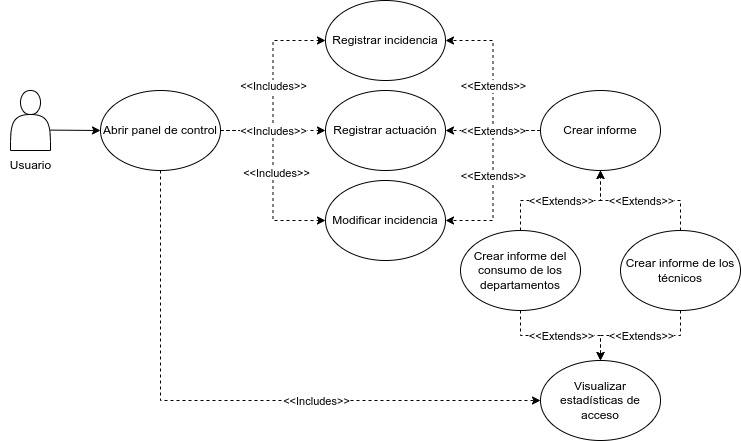 Registrar incidencia
<<Includes>>
<<Extends>>
Usuario
Abrir panel de control
<<Includes>>
Registrar actuación
<<Extends>>
Crear informe
<<Includes>>
<<Extends>>
Modificar incidencia
<<Extends>>
<<Extends>>
Crear informe del
consumo de los
departamentos
Crear informe de los
técnicos
<<Extends>>
<<Extends>>
<<Includes>>
Visualizar
estadísticas de
acceso